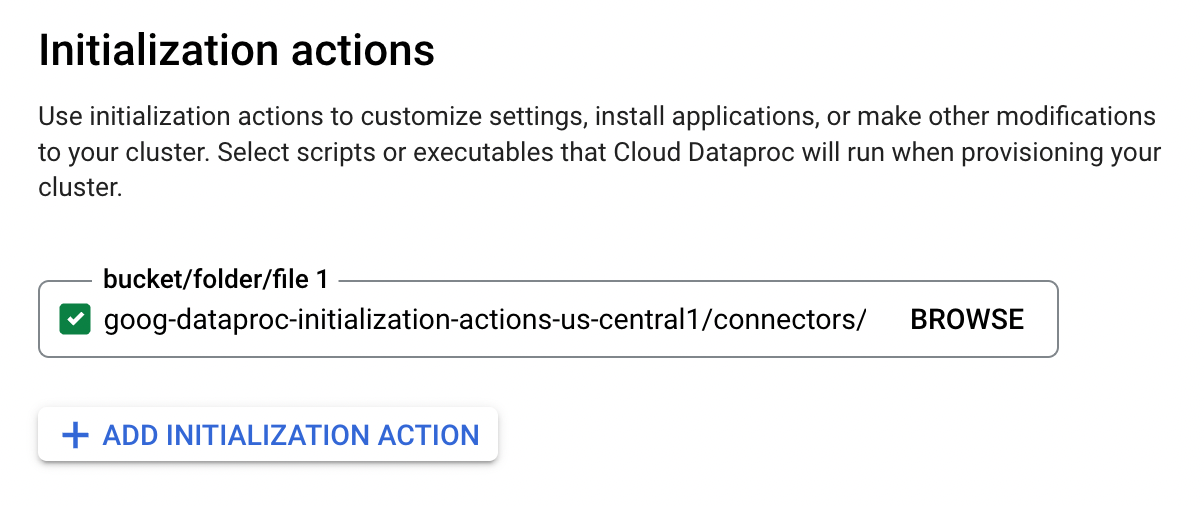 Initialization actions
Use initialization actions to customize settings, install applications, or make other modifications
to your cluster. Select scripts or executables that Cloud Dataproc will run when provisioning your
cluster.
bucket/folder/file 1
goog-dataproc-initialization-actions-us-central1/connectors/ BROWSE
ADD INITIALIZATION ACTION